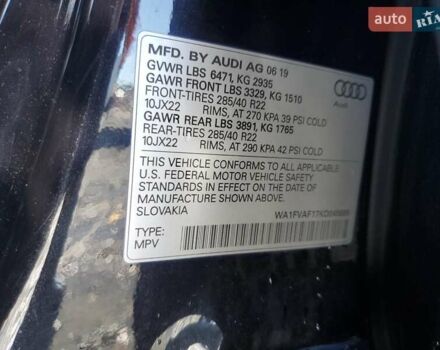 AUTO RIA
MFD. BY AUDI AG 06 19
GVWR LBS 6471, KG 2935
GAWR FRONT LBS 3329, KG 1510
FRONT-TIRES 285/40 R22
10JX22 RIMS, AT 270 KPA 39 PSI COLD
GAWR REAR LBS 3891, KG 1765
REAR-TIRES 285/40 R22
10JX22 RIMS, AT 290 KPA 42 PSI COLD
Audi
THIS VEHICLE CONFORMS TO ALL APPLICABLE
U.S. FEDERAL MOTOR VEHICLE SAFETY
STANDARDS IN EFFECT ON THE DATE OF
MANUFACTURE SHOWN ABOVE.
SLOVAKIA
TYPE:
MPV